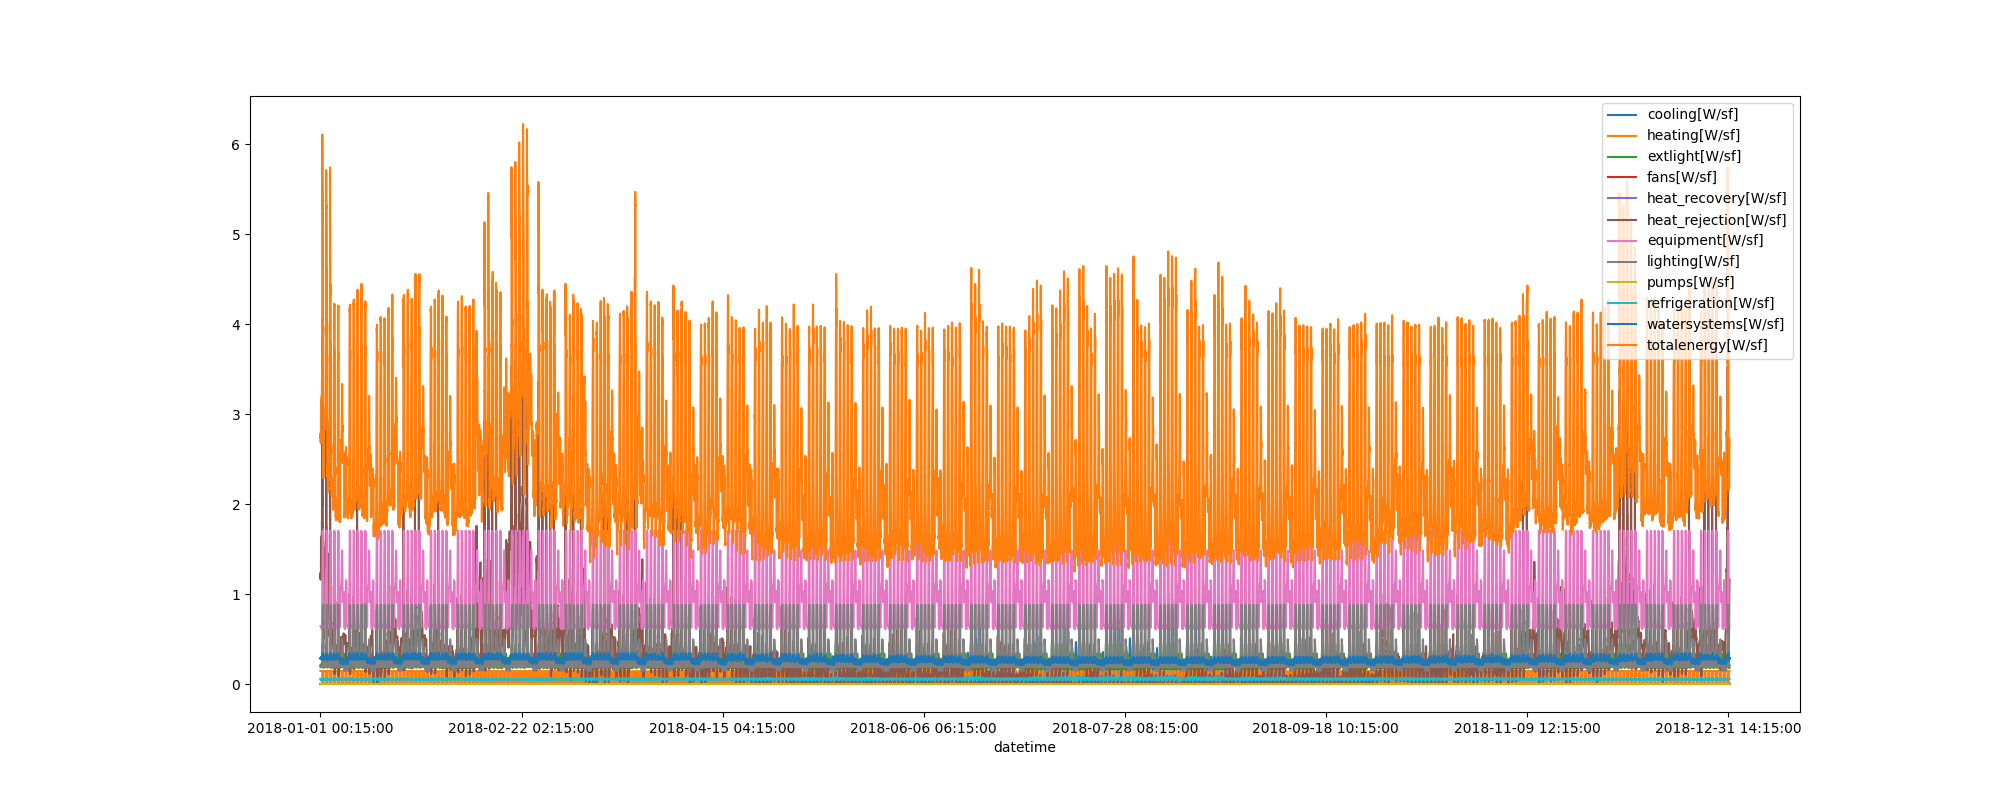 6
5
4
3
2
1
0
cooling[W/sf]
heating[W/sf]
extlight[W/sf]
fans[W/sf]
heat_recovery[W/sf]
heat_rejection[W/sf]
equipment[W/sf]
lighting[W/sf]
pumps[W/sf]
refrigeration[W/sf]
watersystems[W/sf]
totalenergy[W/sf]
2018-01-01 00:15:00 2018-02-22 02:15:00 2018-04-15 04:15:00 2018-06-06 06:15:00 2018-07-28 08:15:00 2018-09-18 10:15:00 2018-11-09 12:15:00 2018-12-31 14:15:00
datetime